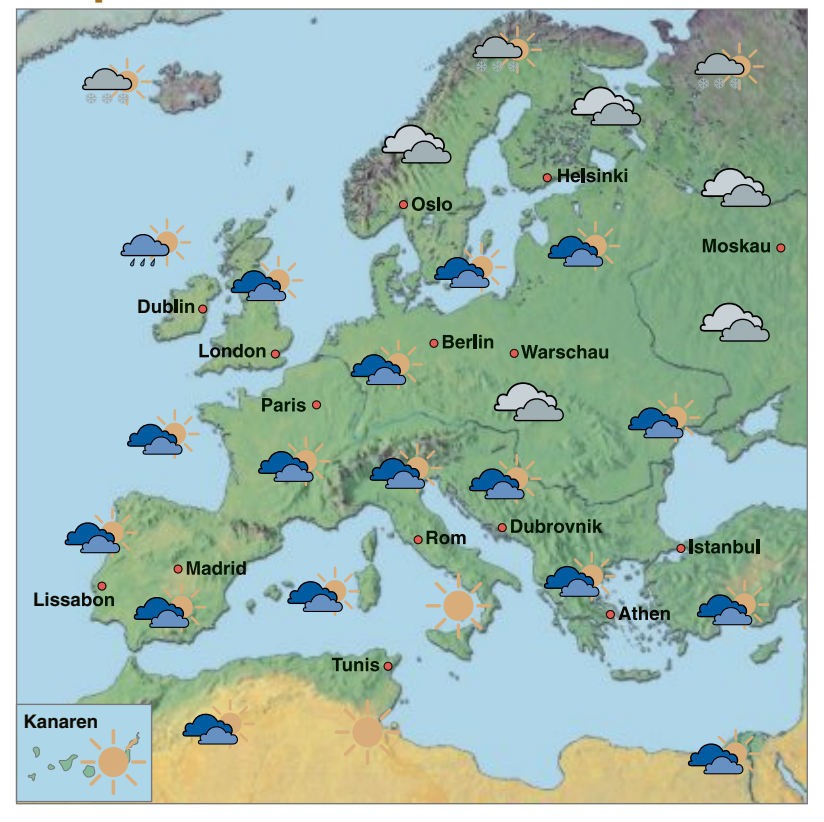 Helsinki
Oslo
Moskau
Dublin
London
Berlin
Warschau
Paris
Rom
Dubrovnik
Istanbul
Madrid
Lissabon
Athen
Tunis
Kanaren